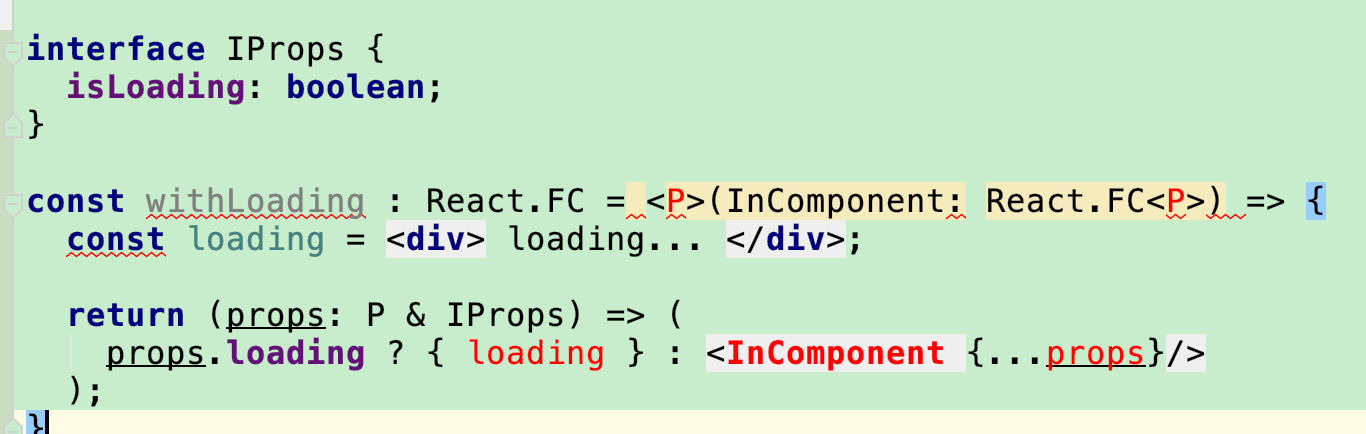 interface IProps {
  isLoading: boolean;
}
const withLoading : React.FC = <P>(InComponent: React.FC<P>) => {
  const loading = <div> loading... </div>;
  return (props: P & IProps) => (
    props.loading ? { loading } : <InComponent {...props}/>
  );
}